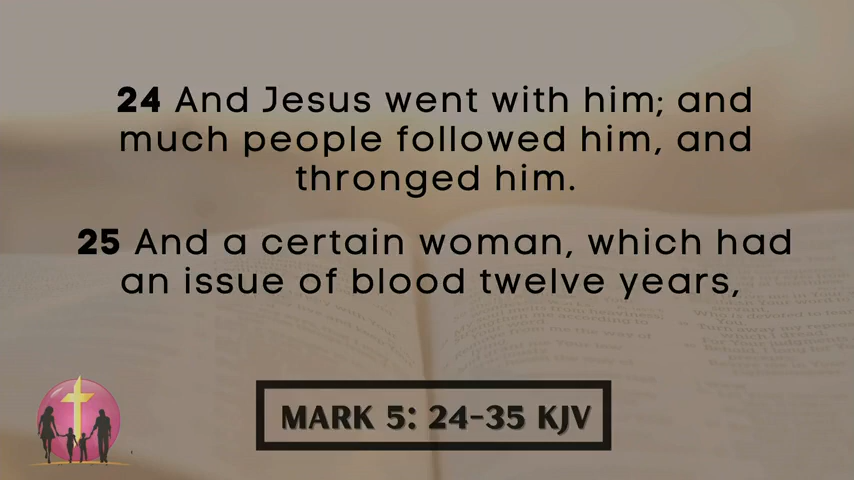 24 And Jesus went with him; and
much people followed him, and
thronged him.
25 And a certain woman, which had
an issue of blood twelve years,
MARK 5: 24-35 KJV